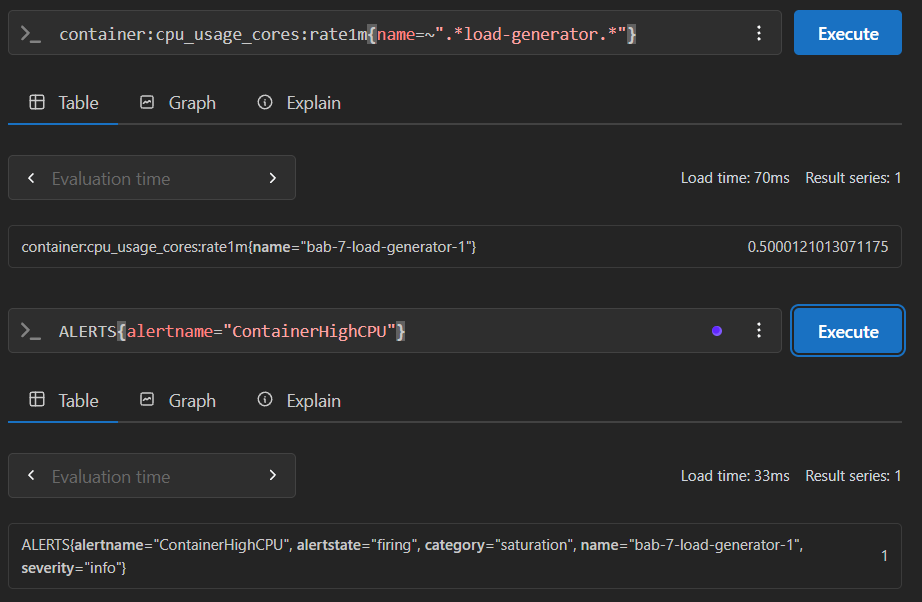 >_ container:cpu_usage_cores:rate1m{name=~".*load-generator.*"}
Execute
Table Graph Explain
Evaluation time
Load time: 70ms Result series: 1
container:cpu_usage_cores:rate1m{name="bab-7-load-generator-1"} 0.5000121013071175
>_ ALERTS{alertname="ContainerHighCPU"}
Execute
Table Graph Explain
Evaluation time
Load time: 33ms Result series: 1
ALERTS{alertname="ContainerHighCPU", alertstate="firing", category="saturation", name="bab-7-load-generator-1",
severity="info"}
1